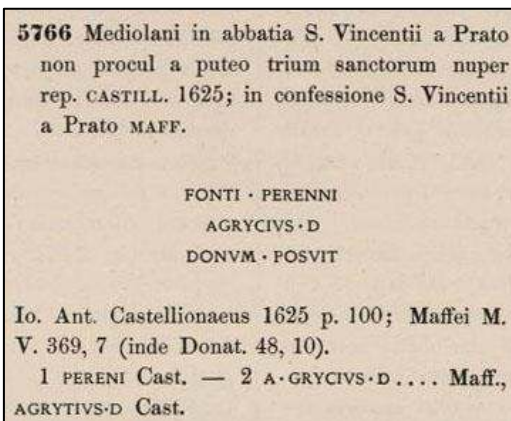 5766 Mediolani in abbatia S. Vincentii a Prato
non procul a puteo trium sanctorum nuper
rep. CASTILL. 1625; in confessione S. Vincentii
a Prato MAFF.
FONTI · PERENNI
AGRYCIVS · D
DONVM · POSVIT
Io. Ant. Castellionaeus 1625 p. 100; Maffei M.
V. 369, 7 (inde Donat. 48, 10).
1 PERENI Cast. — 2 A·GRYCIVS·D .... Maff.,
AGRYTIVS·D Cast.